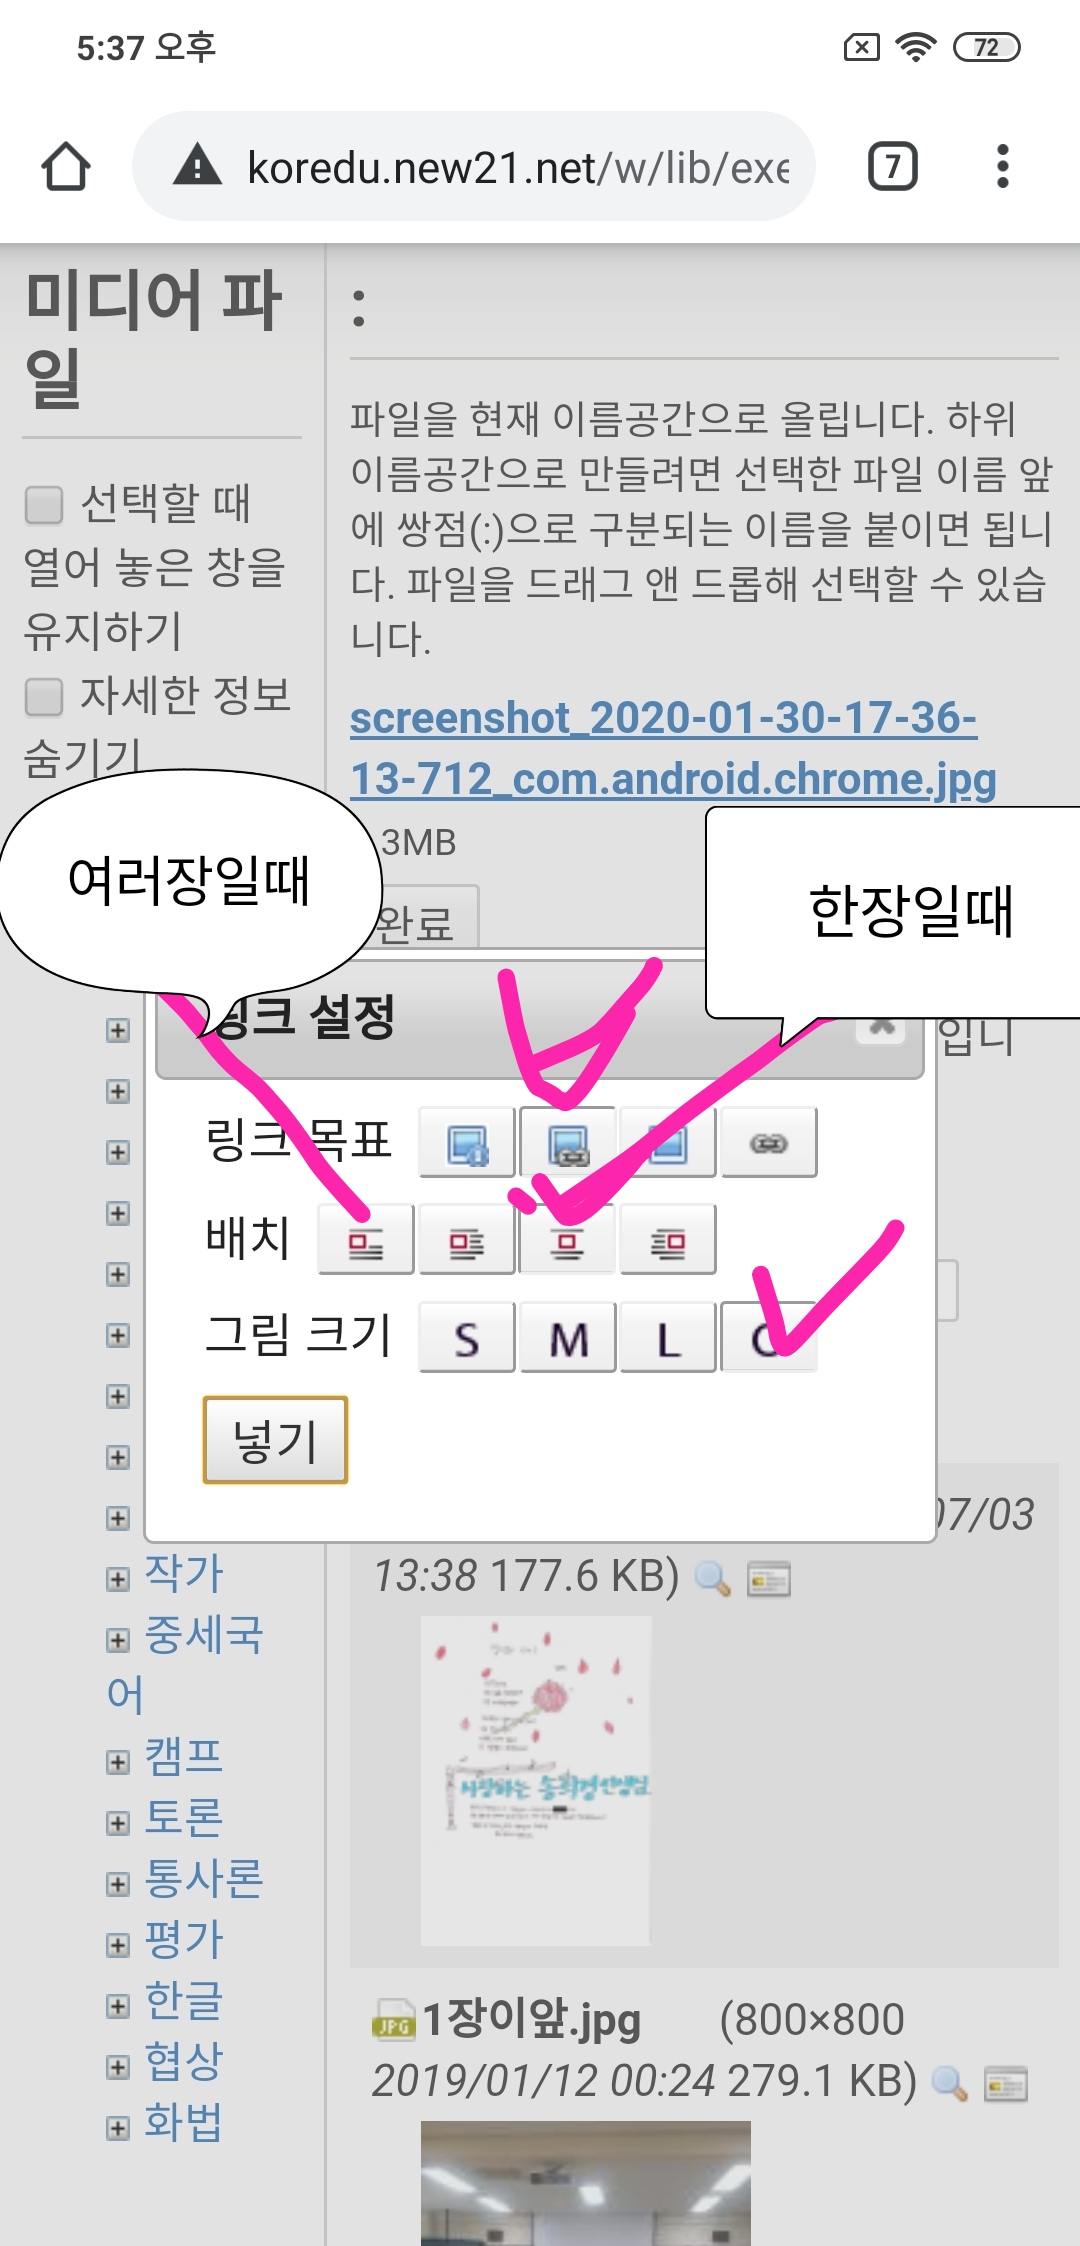 5:37 오후
72
koredu.new21.net/w/lib/exe
7
미디어 파
일
선택할 때
열어 놓은 창을
유지하기
자세한 정보
숨기기
:
파일을 현재 이름공간으로 올립니다. 하위
이름공간으로 만들려면 선택한 파일 이름 앞
에 쌍점(:)으로 구분되는 이름을 붙이면 됩니
다. 파일을 드래그 앤 드롭해 선택할 수 있습
니다.
screenshot_2020-01-30-17-36-
13-712_com.android.chrome.jpg
3MB
완료
여러장일때
한장일때
링크 설정
입니
링크 목표
배치
그림 크기
S
M
L
넣기
07/03
13:38 177.6 KB)
작가
중세국
어
캠프
토론
통사론
평가
한글
협상
화법
사랑하는
JPG
1장이앞.jpg (800×800
2019/01/12 00:24 279.1 KB)